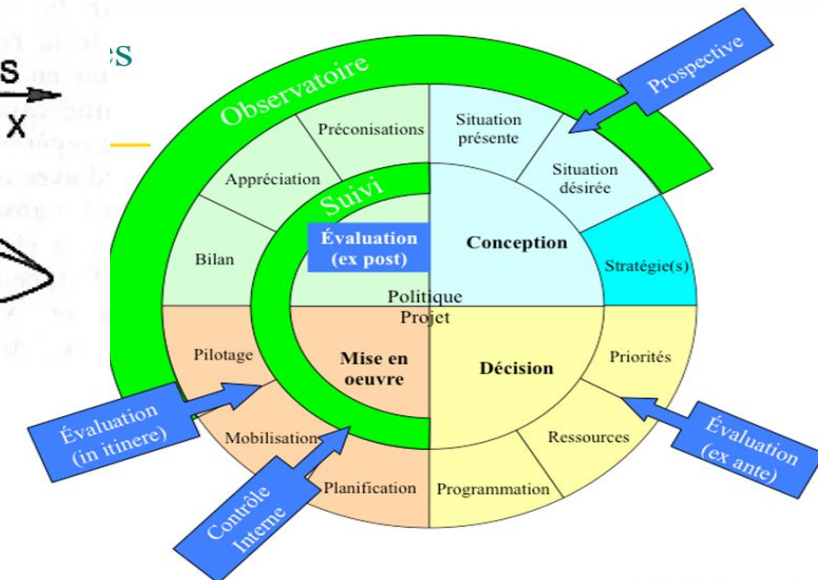 es
S
X
Observatoire
Prospective
Préconisations
Situation
présente
Situation
désirée
Appréciation
Suivi
Évaluation
(ex post)
Conception
Bilan
Stratégie(s)
Politique
Projet
Pilotage
Mise en
oeuvre
Décision
Priorités
Évaluation
(in itinere)
Mobilisation
Ressources
Évaluation
(ex ante)
Planification
Programmation
Contrôle
Interne